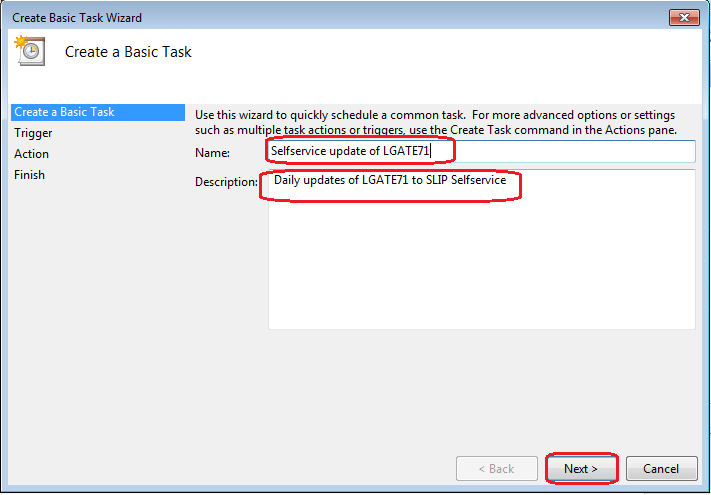 Create Basic Task Wizard
Create a Basic Task
Create a Basic Task
Trigger
Action
Finish
Use this wizard to quickly schedule a common task. For more advanced options or settings
such as multiple task actions or triggers, use the Create Task command in the Actions pane.
Name:
Selfservice update of LGATE71
Description:
Daily updates of LGATE71 to SLIP Selfservice
< Back
Next >
Cancel